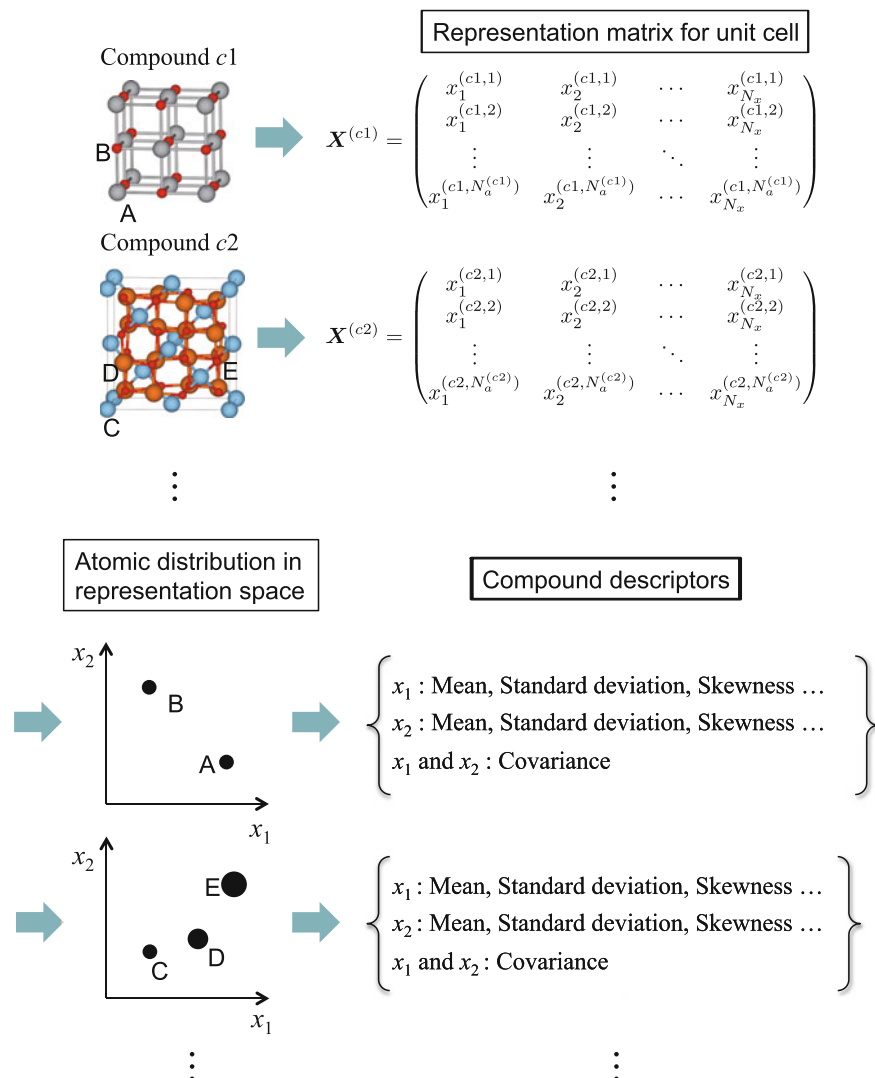 Representation matrix for unit cell
Compound c1
B
A
X^(c1) =
x_1^(c1,1) x_2^(c1,1) ⋯ x_{N_x}^(c1,1)
x_1^(c1,2) x_2^(c1,2) ⋯ x_{N_x}^(c1,2)
⋮ ⋮ ⋱ ⋮
x_1^(c1,N_a^(c1)) x_2^(c1,N_a^(c1)) ⋯ x_{N_x}^(c1,N_a^(c1))
Compound c2
D
E
C
X^(c2) =
x_1^(c2,1) x_2^(c2,1) ⋯ x_{N_x}^(c2,1)
x_1^(c2,2) x_2^(c2,2) ⋯ x_{N_x}^(c2,2)
⋮ ⋮ ⋱ ⋮
x_1^(c2,N_a^(c2)) x_2^(c2,N_a^(c2)) ⋯ x_{N_x}^(c2,N_a^(c2))
⋮ ⋮
Atomic distribution in
representation space
Compound descriptors
x_2
B
A
x_1
x_1 : Mean, Standard deviation, Skewness …
x_2 : Mean, Standard deviation, Skewness …
x_1 and x_2 : Covariance
x_2
E
D
C
x_1
x_1 : Mean, Standard deviation, Skewness …
x_2 : Mean, Standard deviation, Skewness …
x_1 and x_2 : Covariance
⋮ ⋮